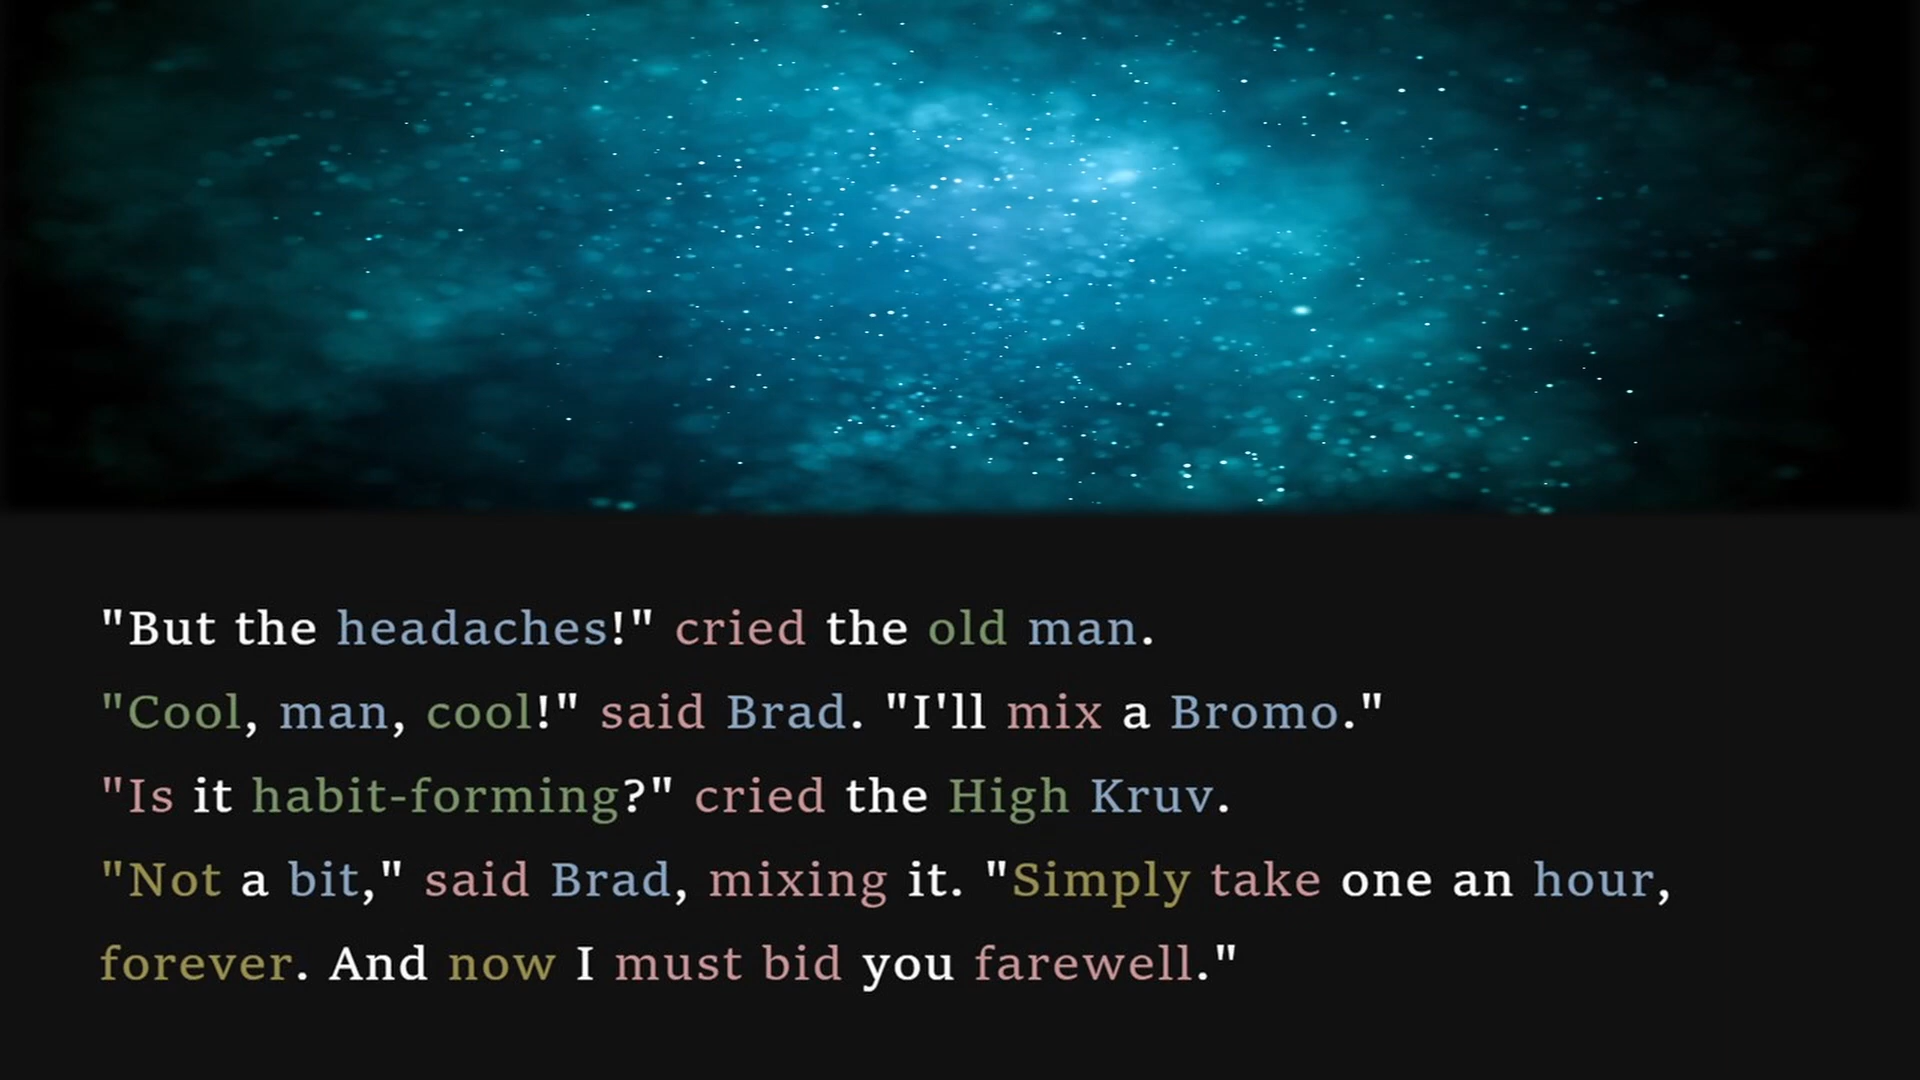 "But the headaches!" cried the old man.
"Cool, man, cool!" said Brad. "I'll mix a Bromo."
"Is it habit-forming?" cried the High Kruv.
"Not a bit," said Brad, mixing it. "Simply take one an hour,
forever. And now I must bid you farewell."